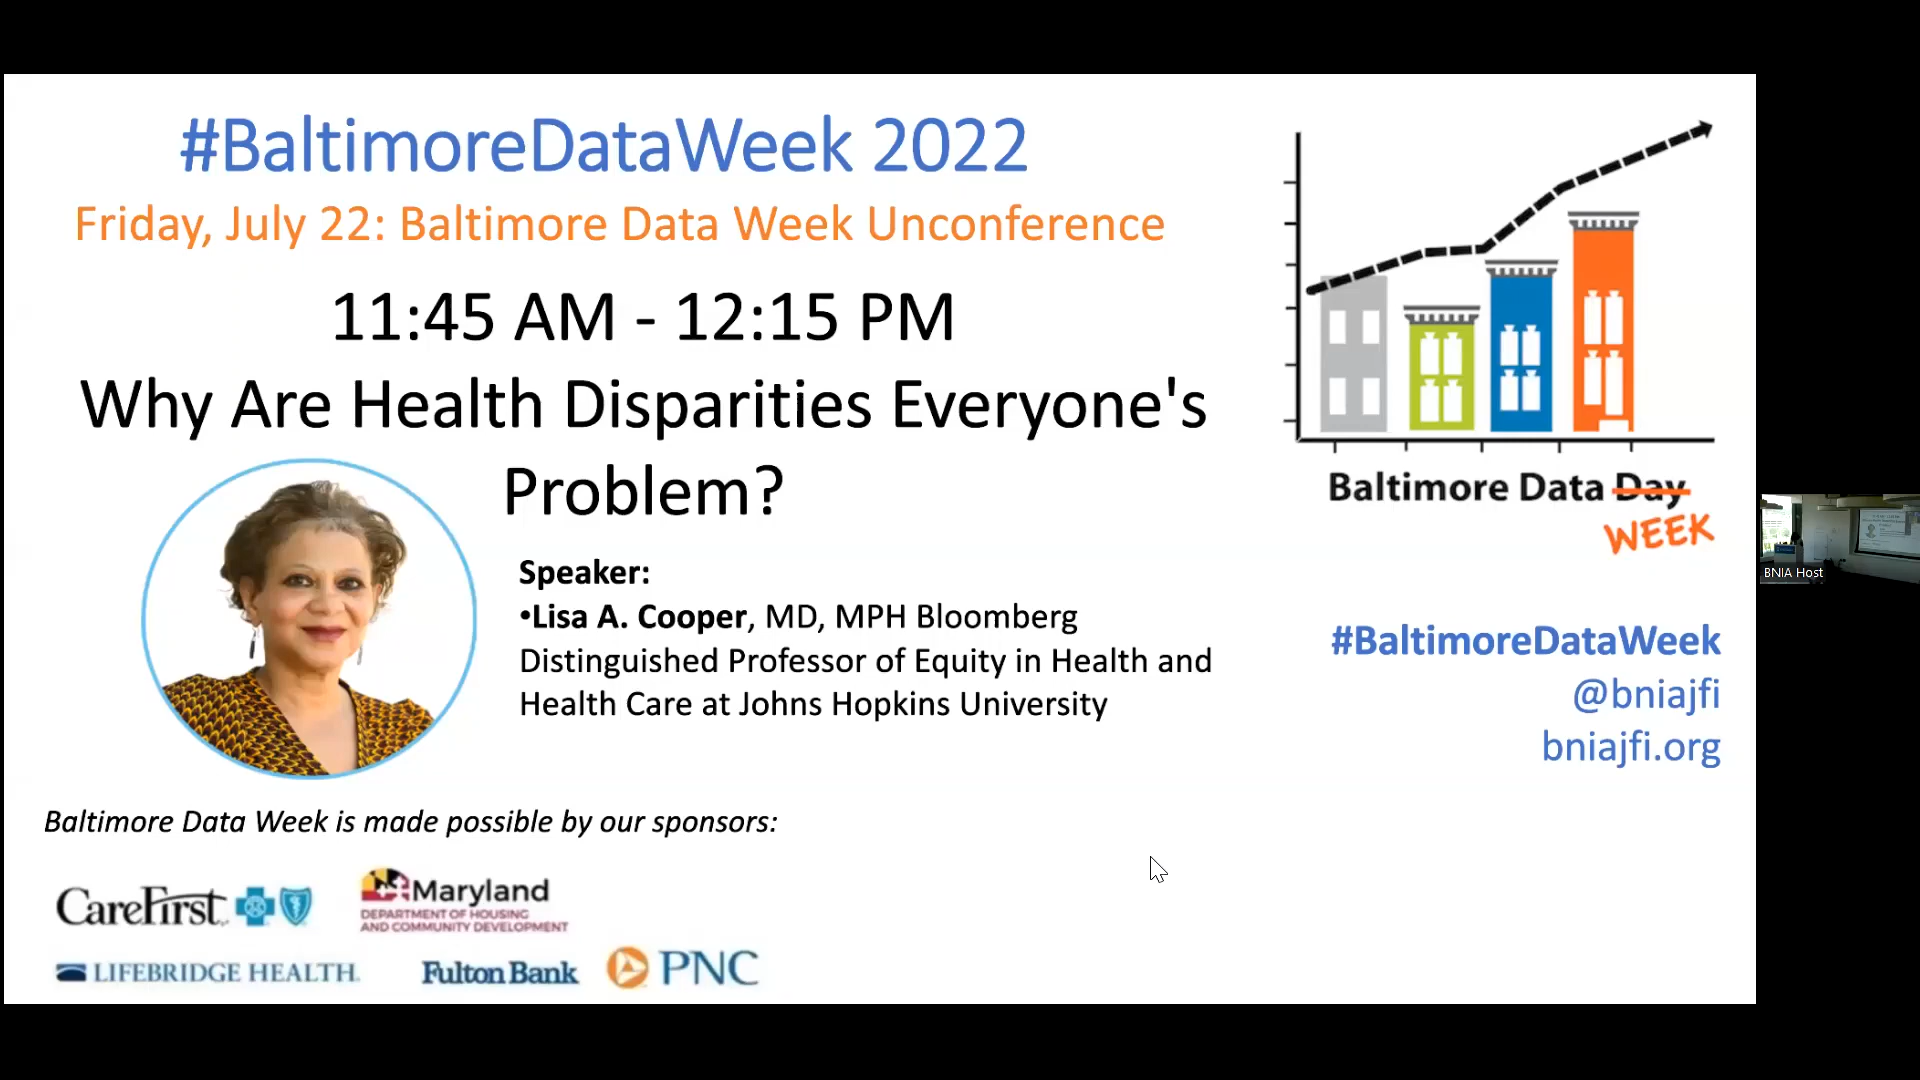 #BaltimoreDataWeek 2022
Friday, July 22: Baltimore Data Week Unconference
11:45 AM - 12:15 PM
Why Are Health Disparities Everyone's
Problem?
Speaker:
•Lisa A. Cooper, MD, MPH Bloomberg
Distinguished Professor of Equity in Health and
Health Care at Johns Hopkins University
Baltimore Data Day
WEEK
#BaltimoreDataWeek
@bniajfi
bniajfi.org
Baltimore Data Week is made possible by our sponsors:
CareFirst
Maryland
DEPARTMENT OF HOUSING
AND COMMUNITY DEVELOPMENT
LIFEBRIDGE HEALTH.
Fulton Bank
PNC
BNIA Host